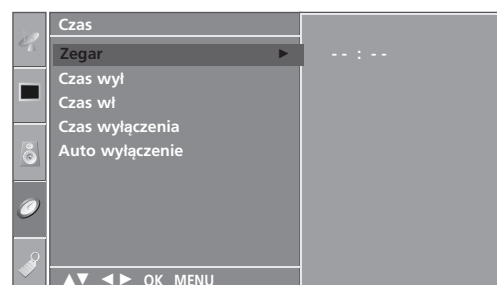 Czas
Zegar ► -- : --
Czas wył
Czas wł
Czas wyłączenia
Auto wyłączenie
▲▼ ◄► OK MENU